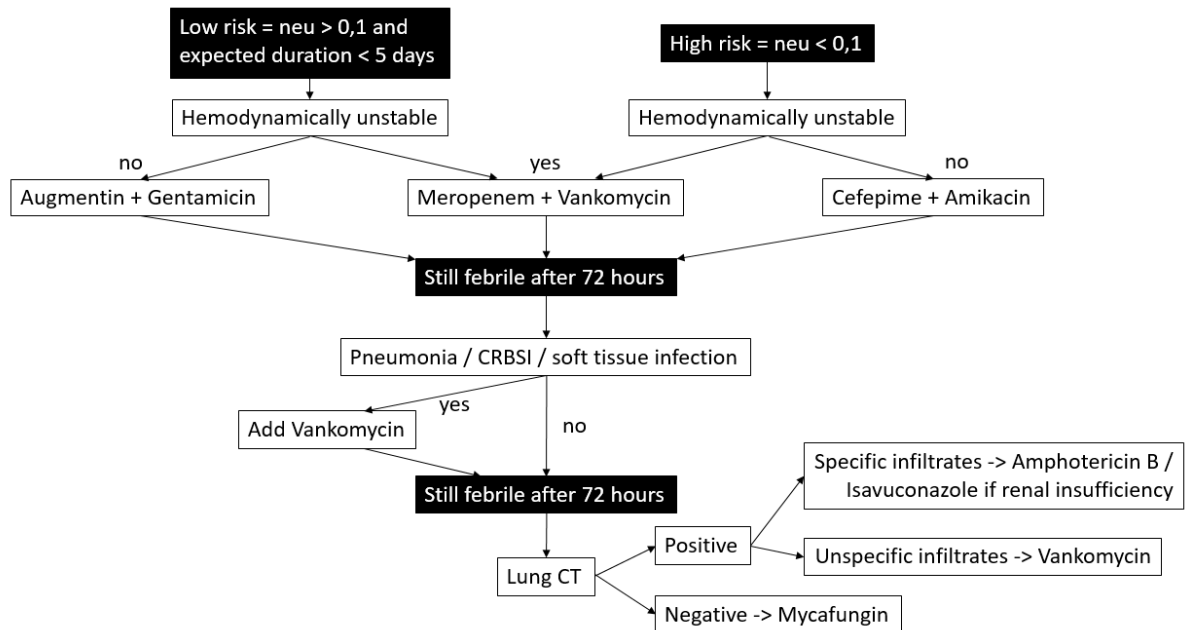 Low risk = neu > 0,1 and
expected duration < 5 days
High risk = neu < 0,1
Hemodynamically unstable
Hemodynamically unstable
no
yes
no
Augmentin + Gentamicin
Meropenem + Vankomycin
Cefepime + Amikacin
Still febrile after 72 hours
Pneumonia / CRBSI / soft tissue infection
yes
no
Add Vankomycin
Still febrile after 72 hours
Specific infiltrates -> Amphotericin B /
Isavuconazole if renal insufficiency
Positive
Unspecific infiltrates -> Vankomycin
Lung CT
Negative -> Mycafungin